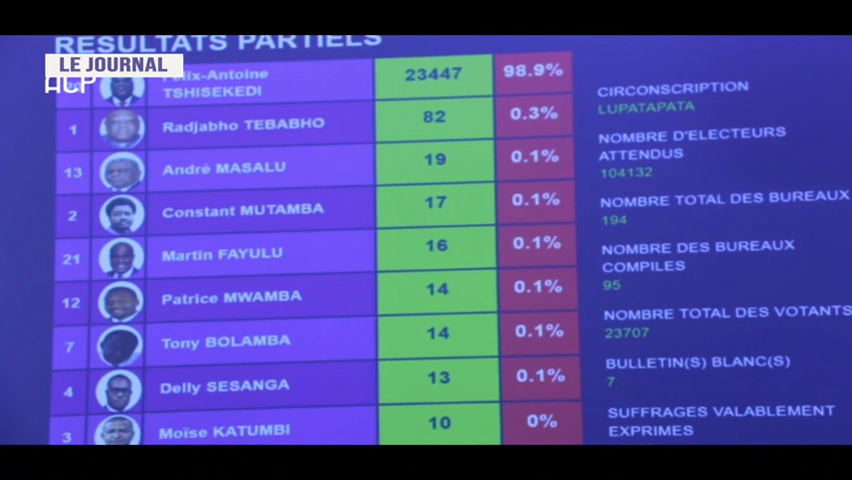 RESULTATS PARTIELS
LE JOURNAL
ACP
Félix-Antoine
TSHISEKEDI
23447
98.9%
1
Radjabho TEBABHO
82
0.3%
13
André MASALU
19
0.1%
2
Constant MUTAMBA
17
0.1%
21
Martin FAYULU
16
0.1%
12
Patrice MWAMBA
14
0.1%
7
Tony BOLAMBA
14
0.1%
4
Delly SESANGA
13
0.1%
3
Moïse KATUMBI
10
0%
CIRCONSCRIPTION
LUPATAPATA
NOMBRE D'ELECTEURS
ATTENDUS
104132
NOMBRE TOTAL DES BUREAUX
194
NOMBRE DES BUREAUX
COMPILES
95
NOMBRE TOTAL DES VOTANTS
23707
BULLETIN(S) BLANC(S)
7
SUFFRAGES VALABLEMENT
EXPRIMES